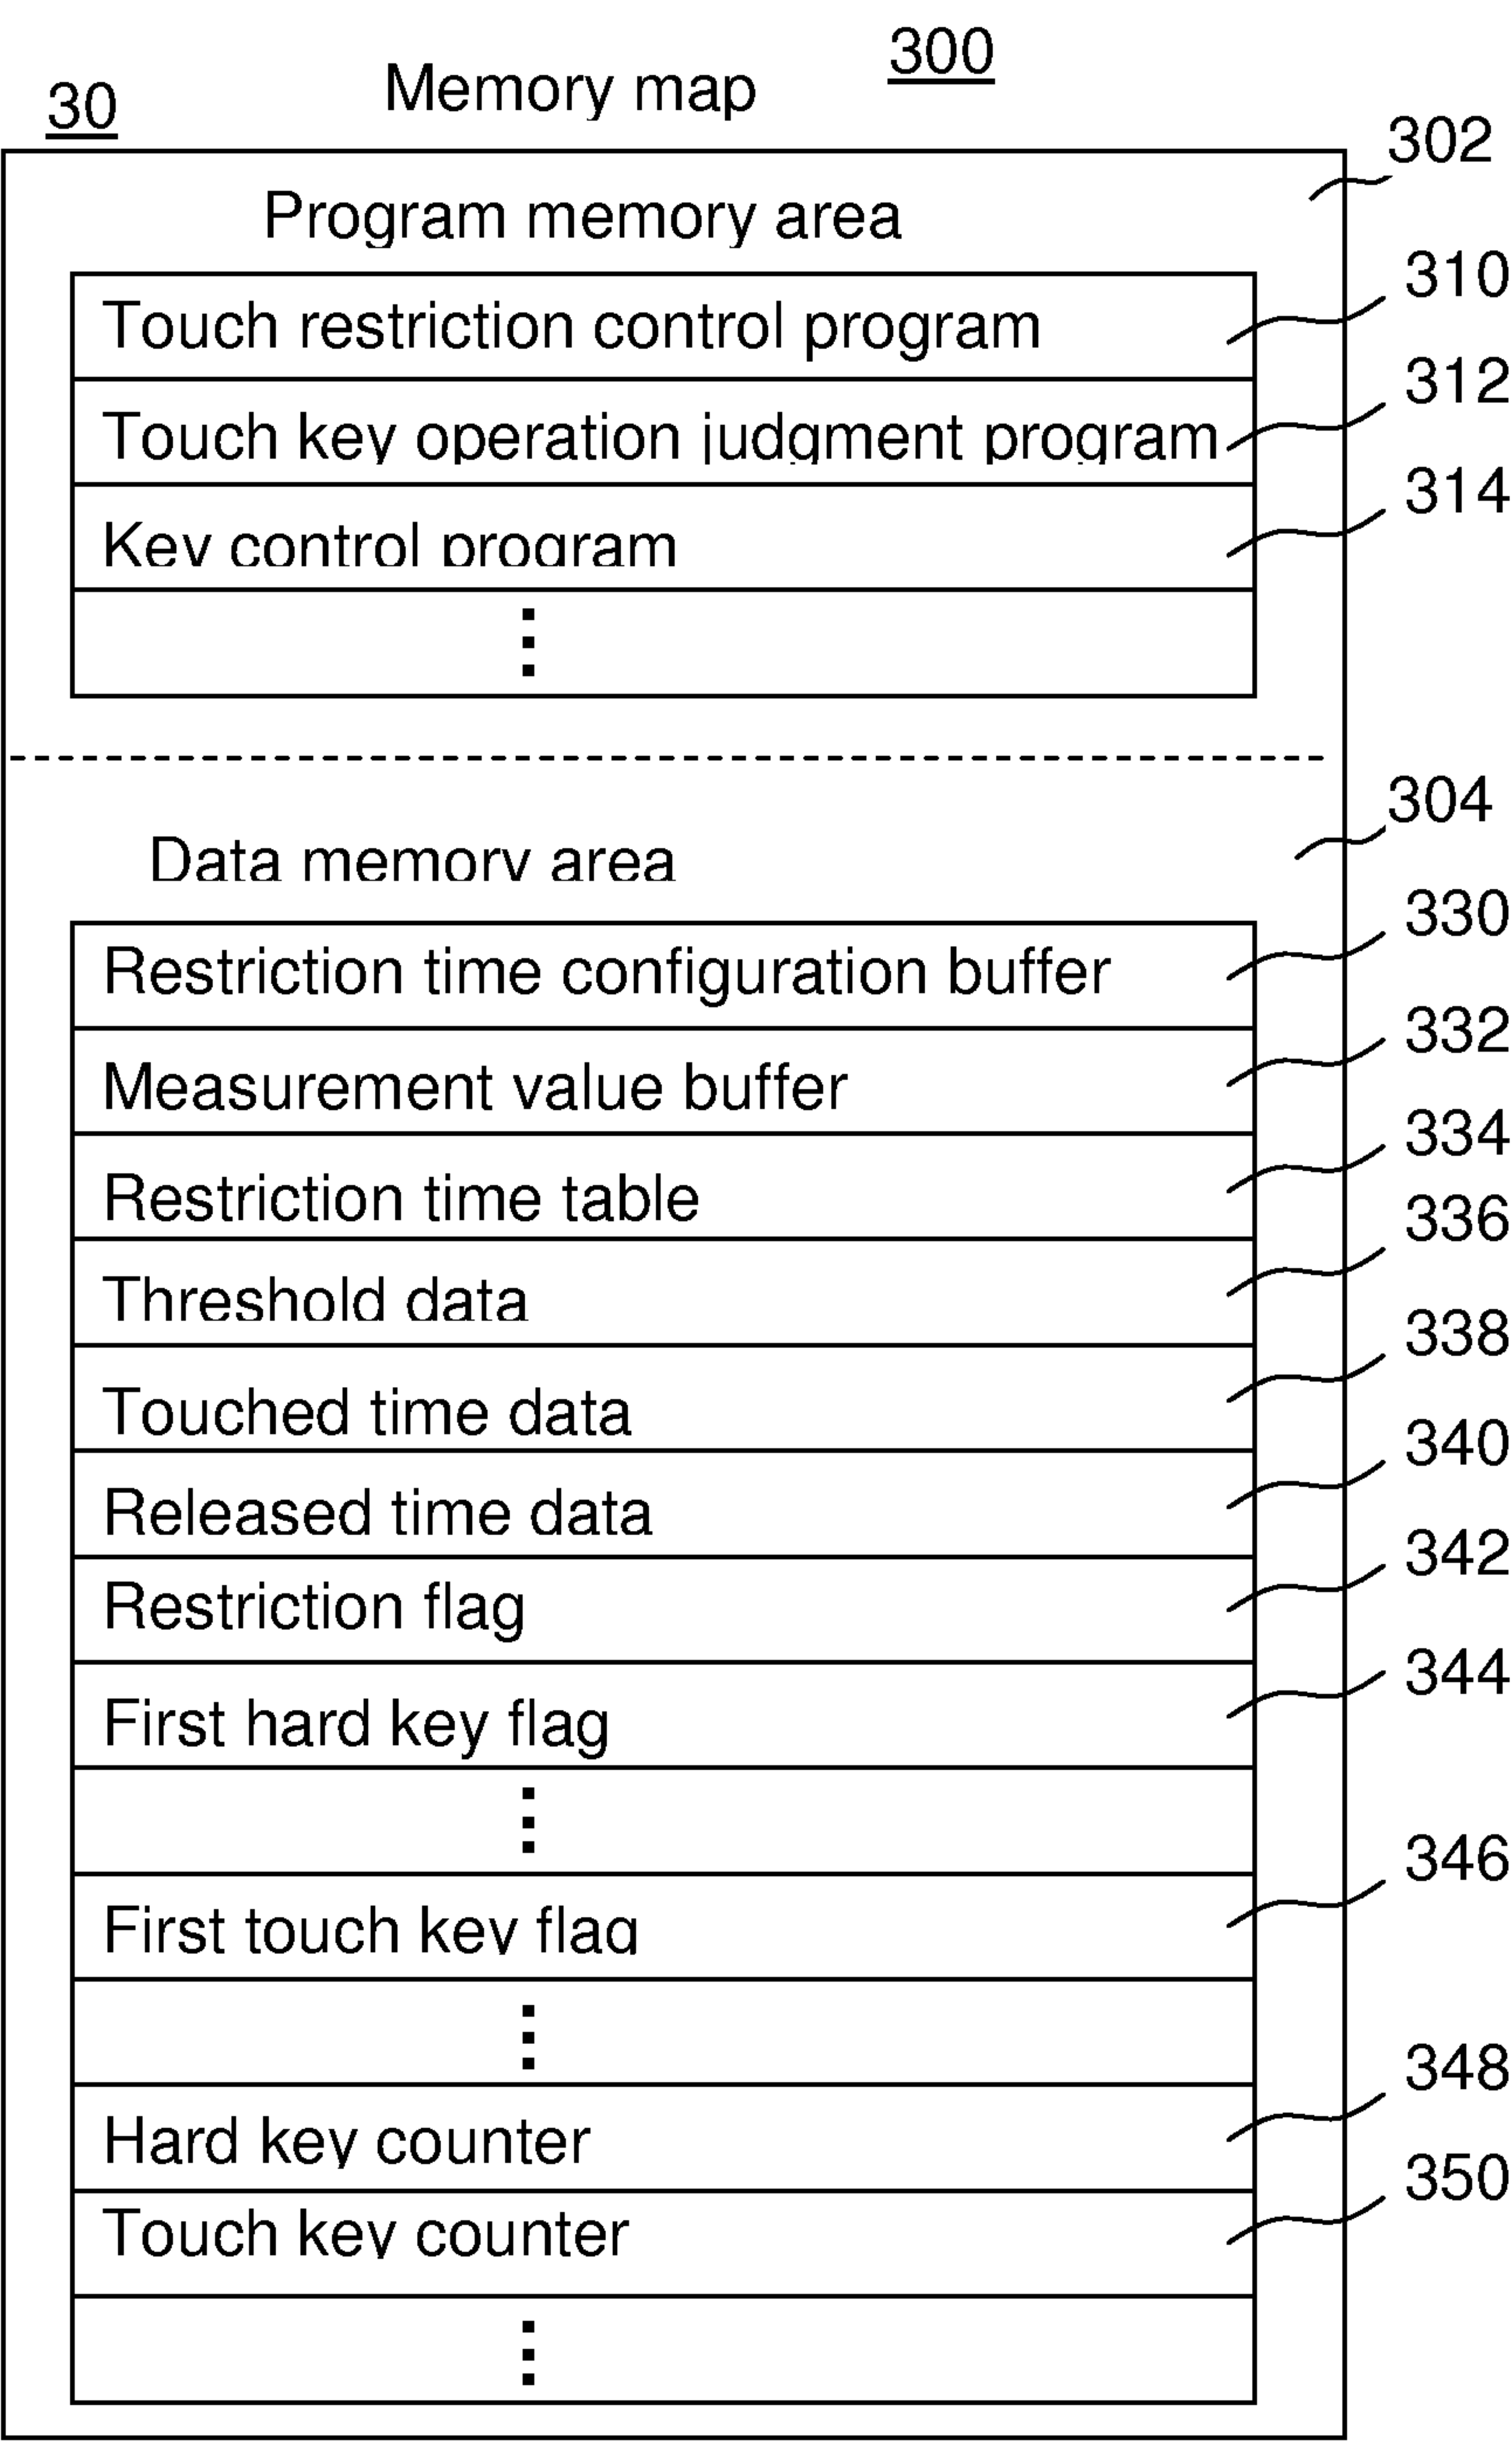 300
Memory map
30
302
Program memory area
310
Touch restriction control program
312
Touch key operation judgment program
314
Key control program
304
Data memory area
330
Restriction time configuration buffer
332
Measurement value buffer
334
Restriction time table
336
Threshold data
338
Touched time data
340
Released time data
342
Restriction flag
344
First hard key flag
346
First touch key flag
348
Hard key counter
350
Touch key counter